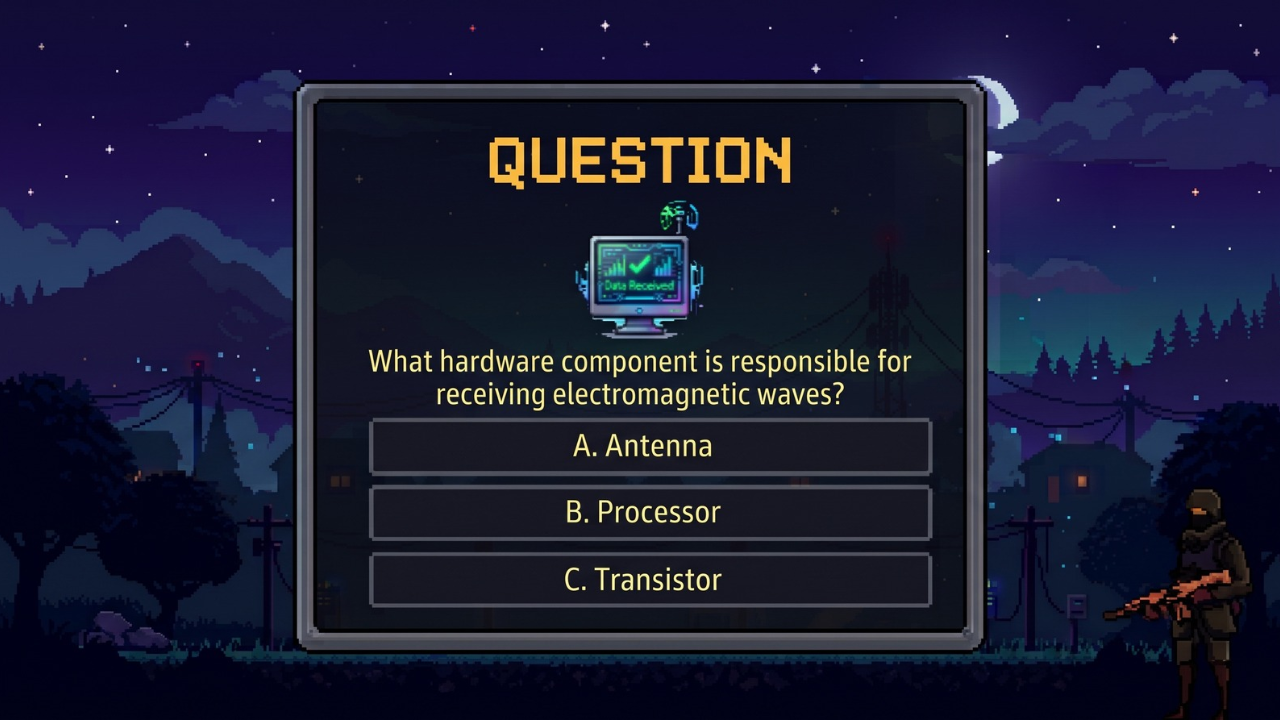 QUESTION
Data Received
What hardware component is responsible for
receiving electromagnetic waves?
A. Antenna
B. Processor
C. Transistor